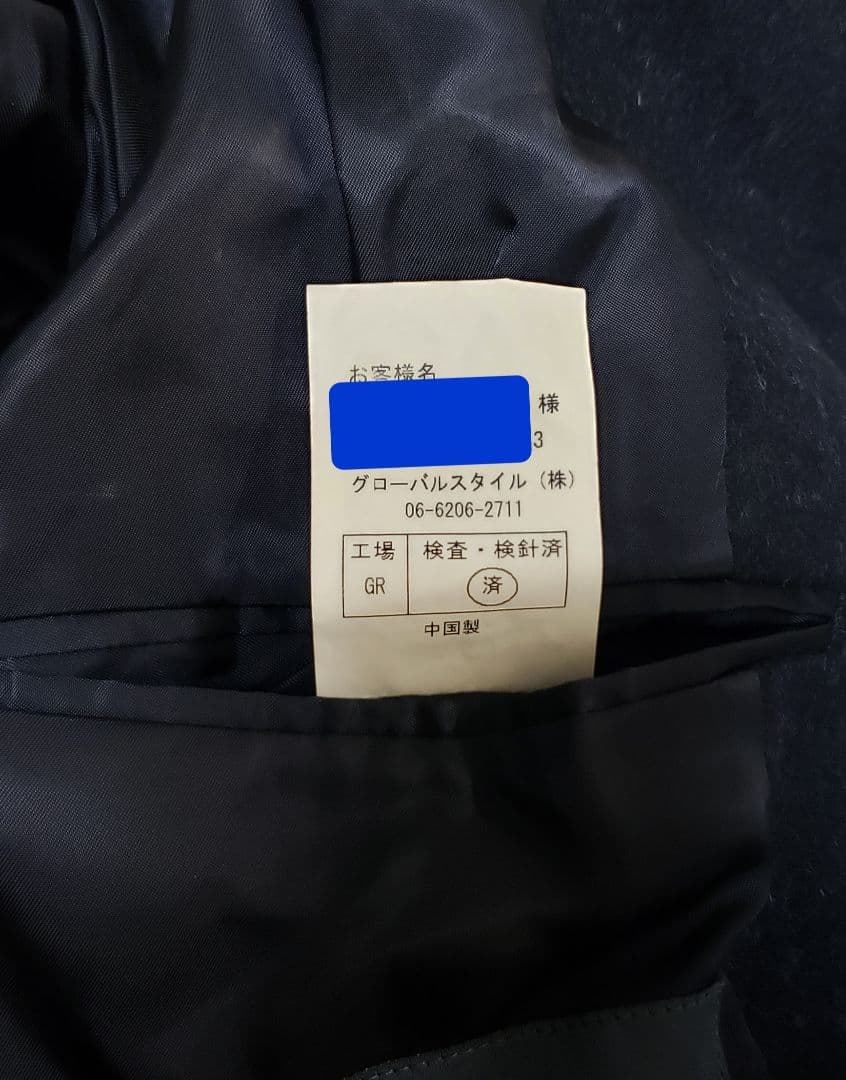 お客様名
様
3
グローバルスタイル（株）
06-6206-2711
工場 検査・検針済
GR 済
中国製